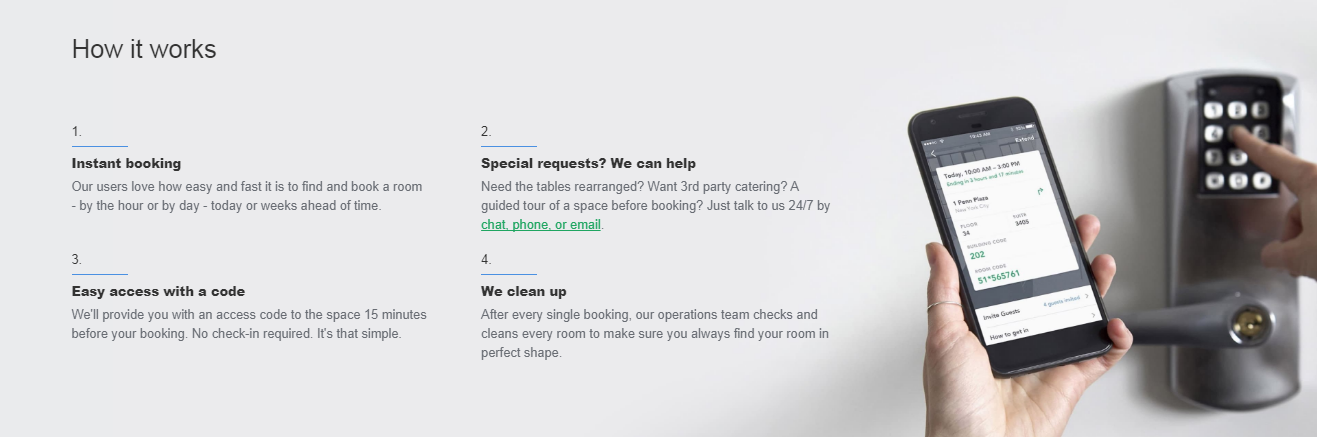 How it works
1.
Instant booking
Our users love how easy and fast it is to find and book a room
- by the hour or by day - today or weeks ahead of time.
2.
Special requests? We can help
Need the tables rearranged? Want 3rd party catering? A
guided tour of a space before booking? Just talk to us 24/7 by
chat, phone, or email.
3.
Easy access with a code
We'll provide you with an access code to the space 15 minutes
before your booking. No check-in required. It's that simple.
4.
We clean up
After every single booking, our operations team checks and
cleans every room to make sure you always find your room in
perfect shape.
10:42 AM
Extend
Today, 10:00 AM – 3:00 PM
Ending in 3 hours and 17 minutes
1 Penn Plaza
New York City
FLOOR SUITE
34 3405
BUILDING CODE
202
ROOM CODE
51*565761
Invite Guests 4 guests invited
How to get in